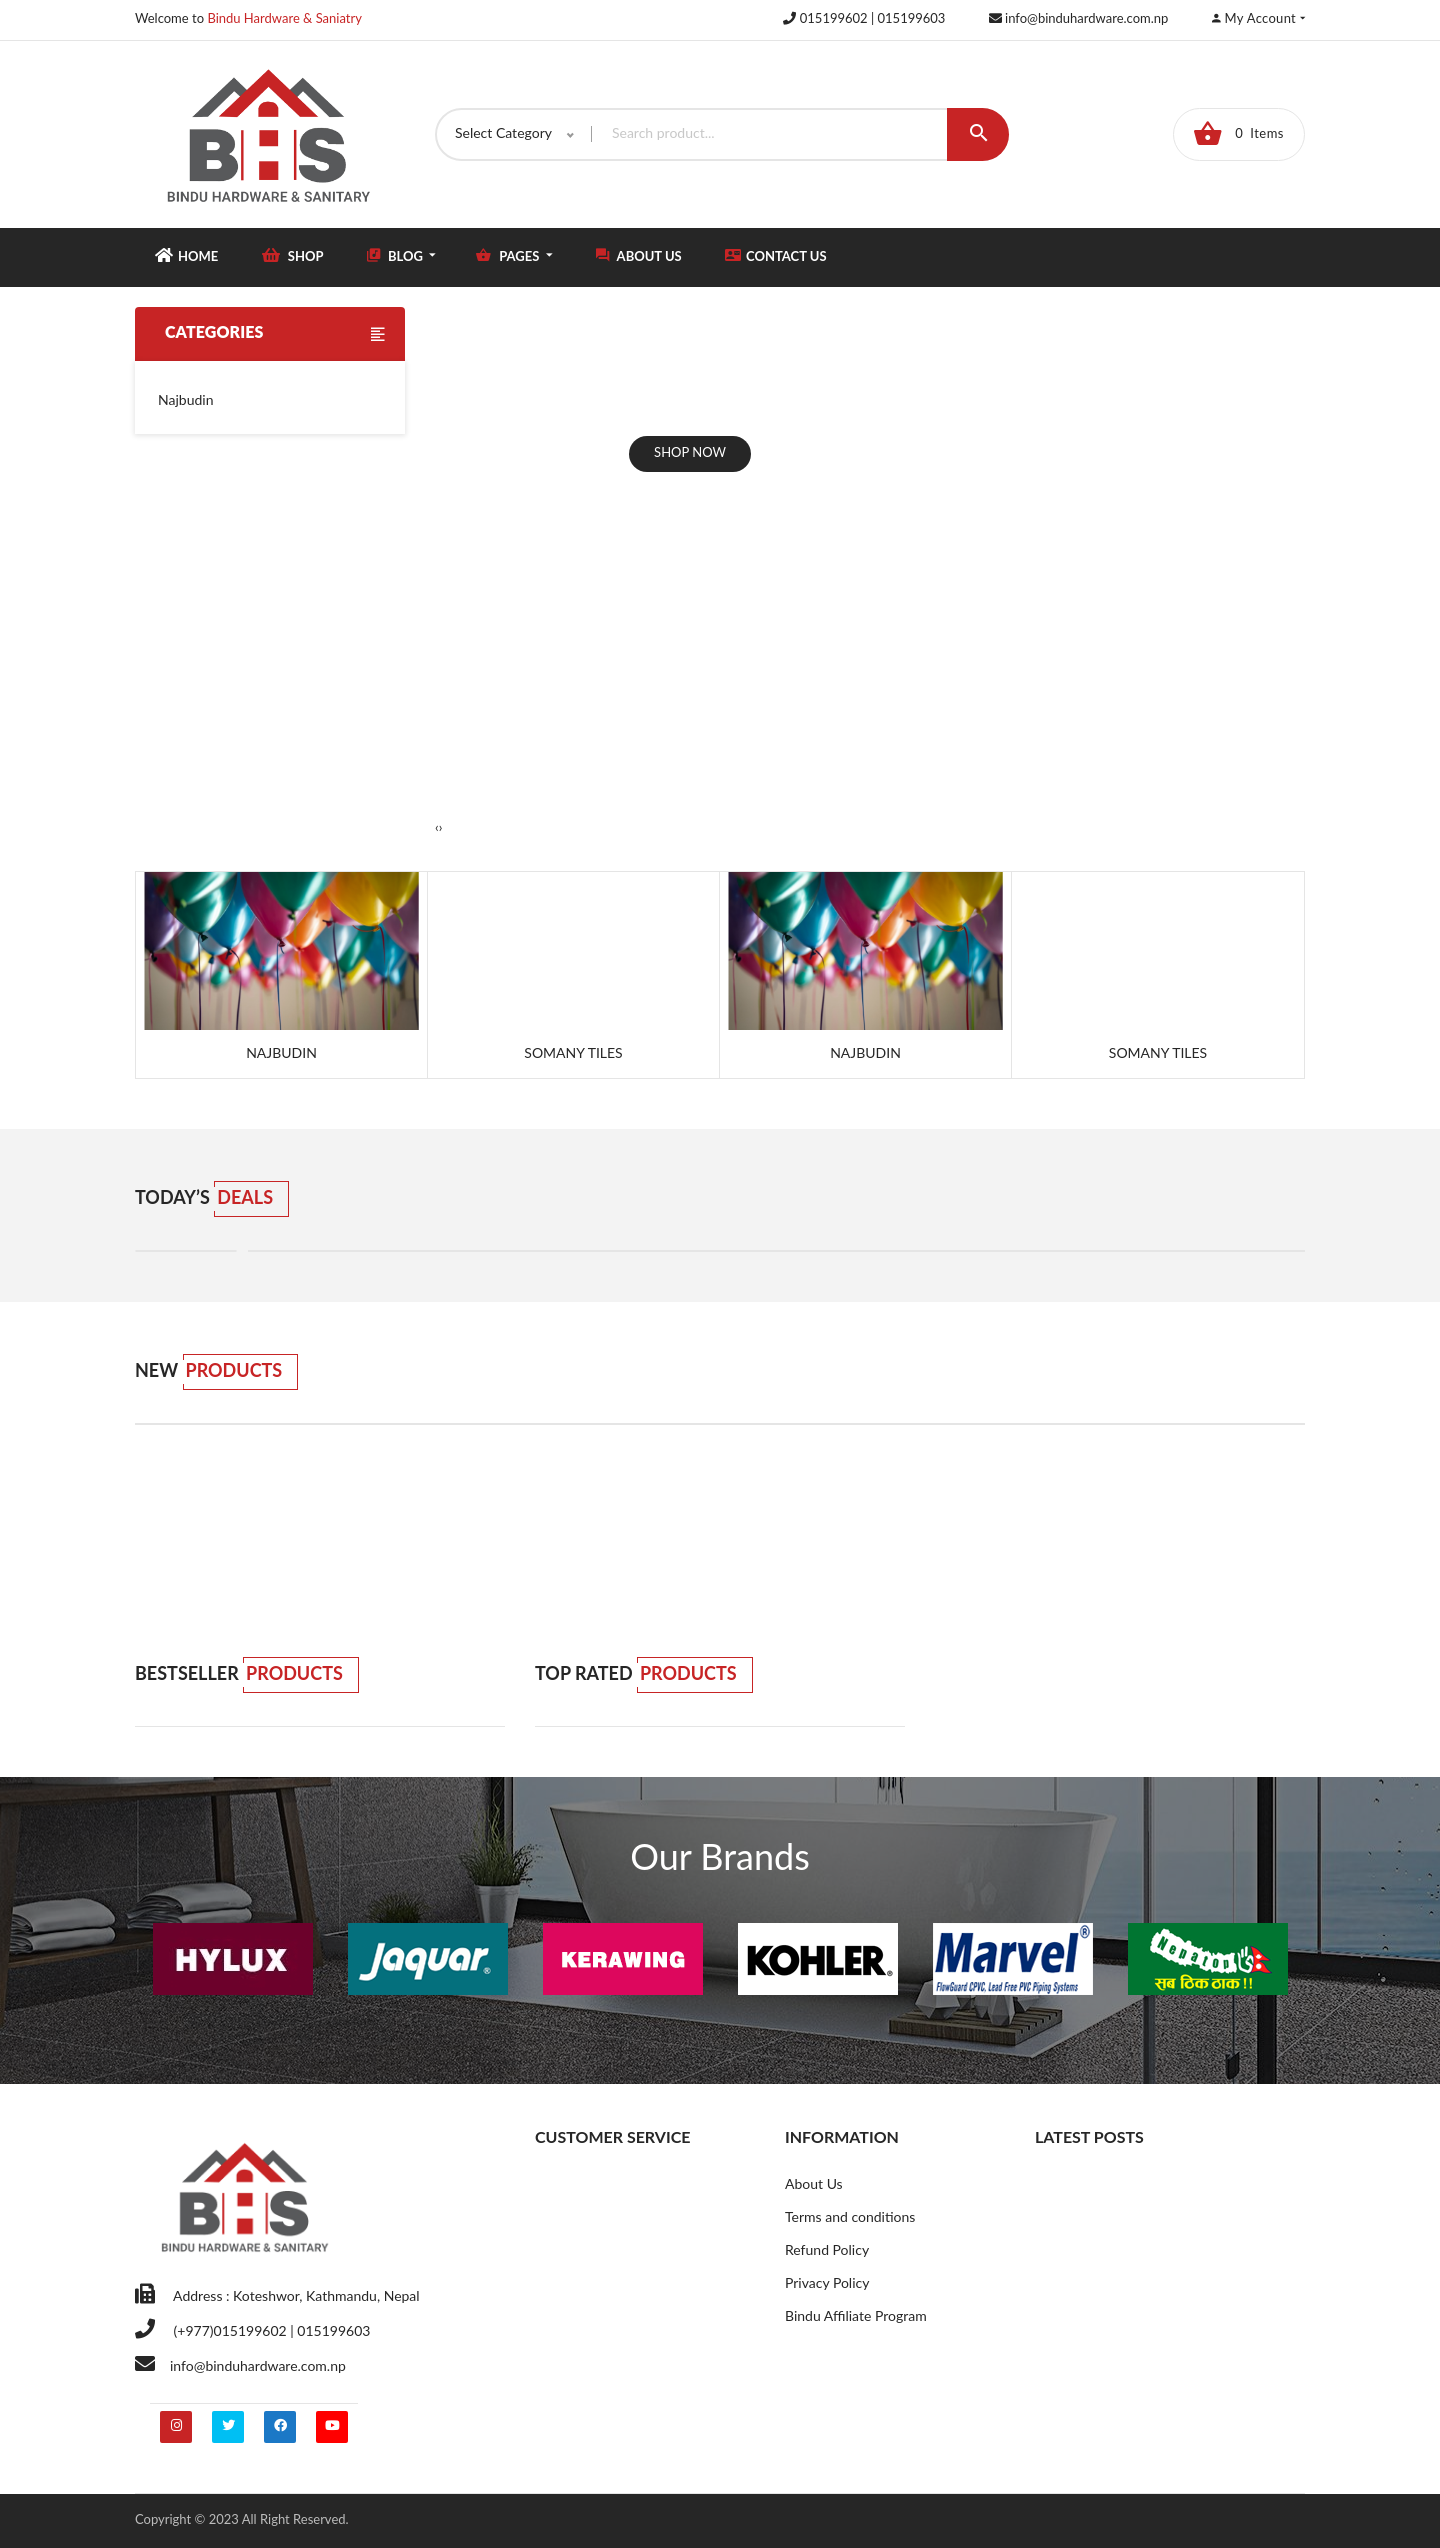 Welcome to Bindu Hardware & Saniatry
015199602 | 015199603
info@binduhardware.com.np
My Account
BHS
BINDU HARDWARE & SANITARY
Select Category
Search product...
0 Items
HOME
SHOP
BLOG
PAGES
ABOUT US
CONTACT US
CATEGORIES
Najbudin
SHOP NOW
‹›
NAJBUDIN
SOMANY TILES
NAJBUDIN
SOMANY TILES
TODAY’S DEALS
NEW PRODUCTS
BESTSELLER PRODUCTS
TOP RATED PRODUCTS
Our Brands
HYLUX
Jaquar®
KERAWING
KOHLER®
Marvel®
FlowGuard CPVC, Lead Free PVC Piping Systems
सब ठिक ठाक !!
BHS
BINDU HARDWARE & SANITARY
Address : Koteshwor, Kathmandu, Nepal
(+977)015199602 | 015199603
info@binduhardware.com.np
CUSTOMER SERVICE
INFORMATION
About Us
Terms and conditions
Refund Policy
Privacy Policy
Bindu Affiliate Program
LATEST POSTS
Copyright © 2023 All Right Reserved.